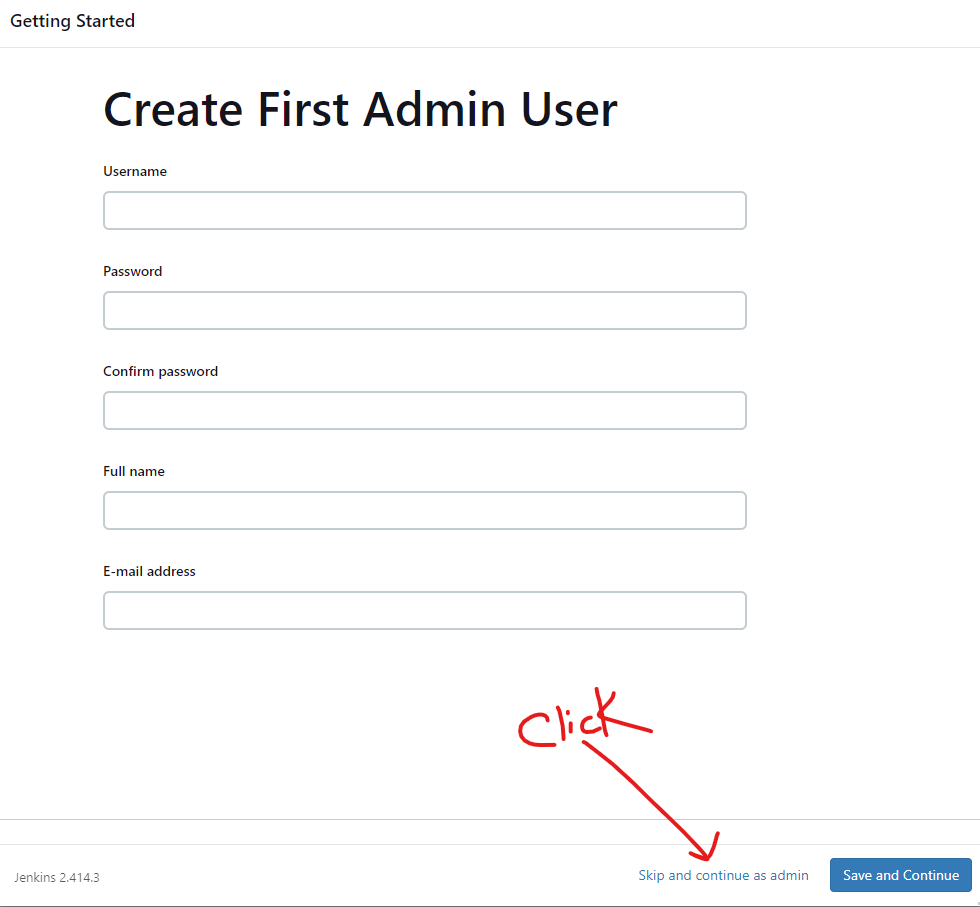 Getting Started
Create First Admin User
Username
Password
Confirm password
Full name
E-mail address
Click
Jenkins 2.414.3
Skip and continue as admin
Save and Continue